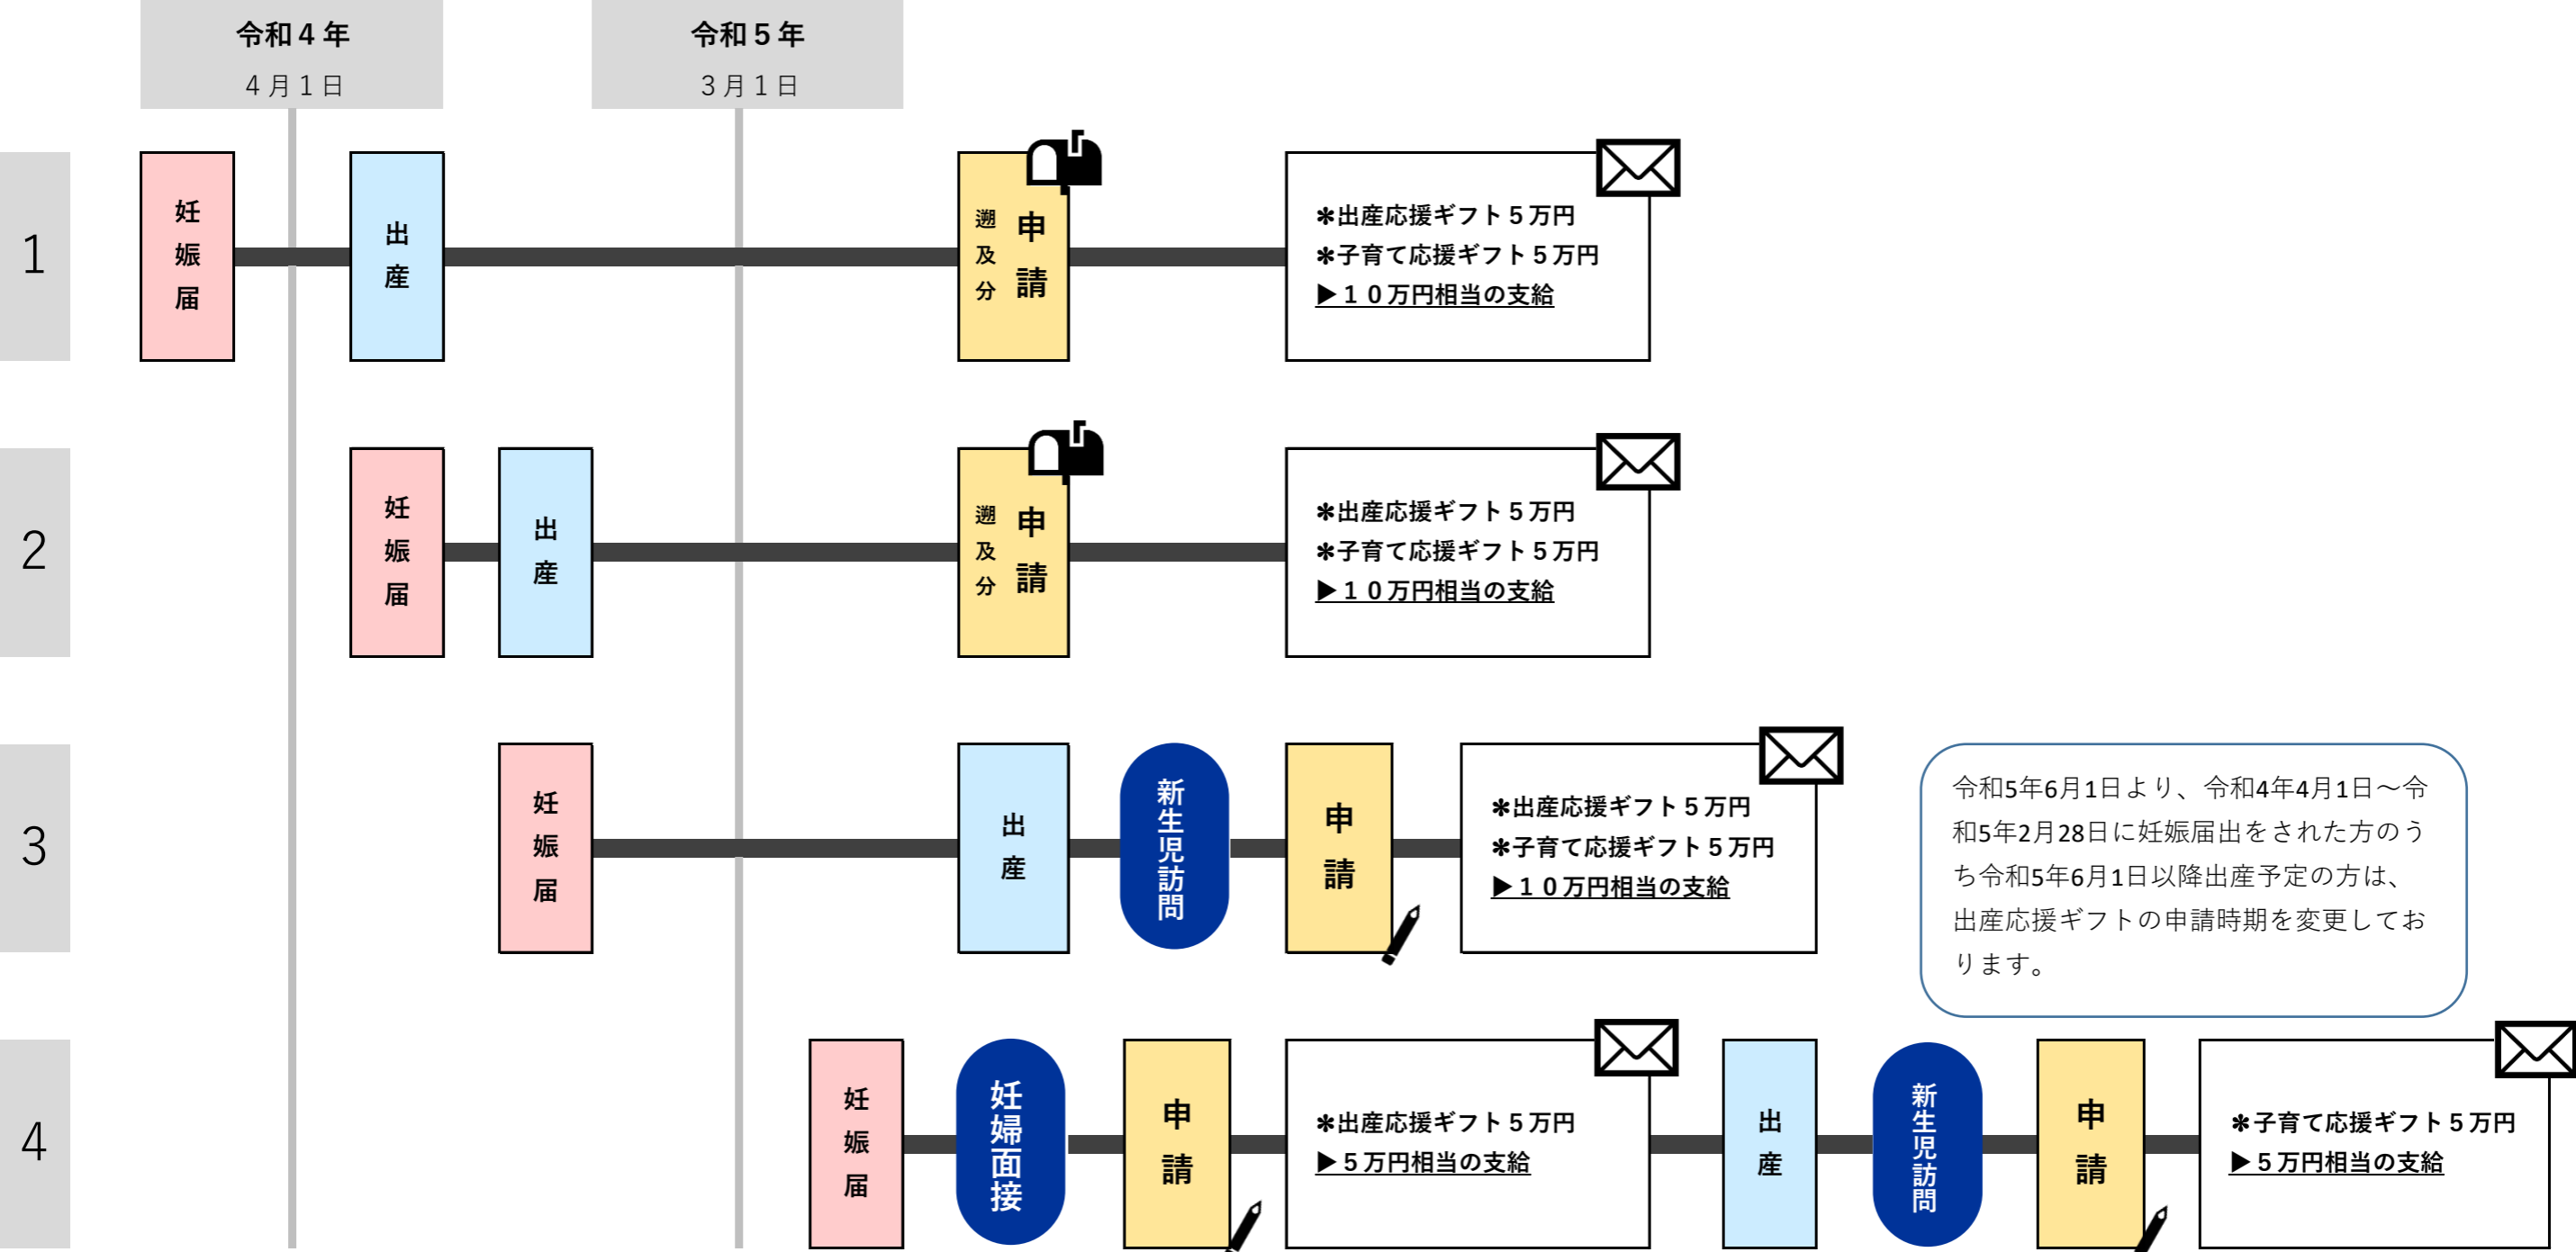 令和４年
４月１日
令和５年
３月１日
1
妊娠届
出産
遡及分
申請
＊出産応援ギフト５万円
＊子育て応援ギフト５万円
▶１０万円相当の支給
2
妊娠届
出産
遡及分
申請
＊出産応援ギフト５万円
＊子育て応援ギフト５万円
▶１０万円相当の支給
3
妊娠届
出産
新生児訪問
申請
＊出産応援ギフト５万円
＊子育て応援ギフト５万円
▶１０万円相当の支給
令和5年6月1日より、令和4年4月1日～令
和5年2月28日に妊娠届出をされた方のう
ち令和5年6月1日以降出産予定の方は、
出産応援ギフトの申請時期を変更してお
ります。
4
妊娠届
妊婦面接
申請
＊出産応援ギフト５万円
▶５万円相当の支給
出産
新生児訪問
申請
＊子育て応援ギフト５万円
▶５万円相当の支給